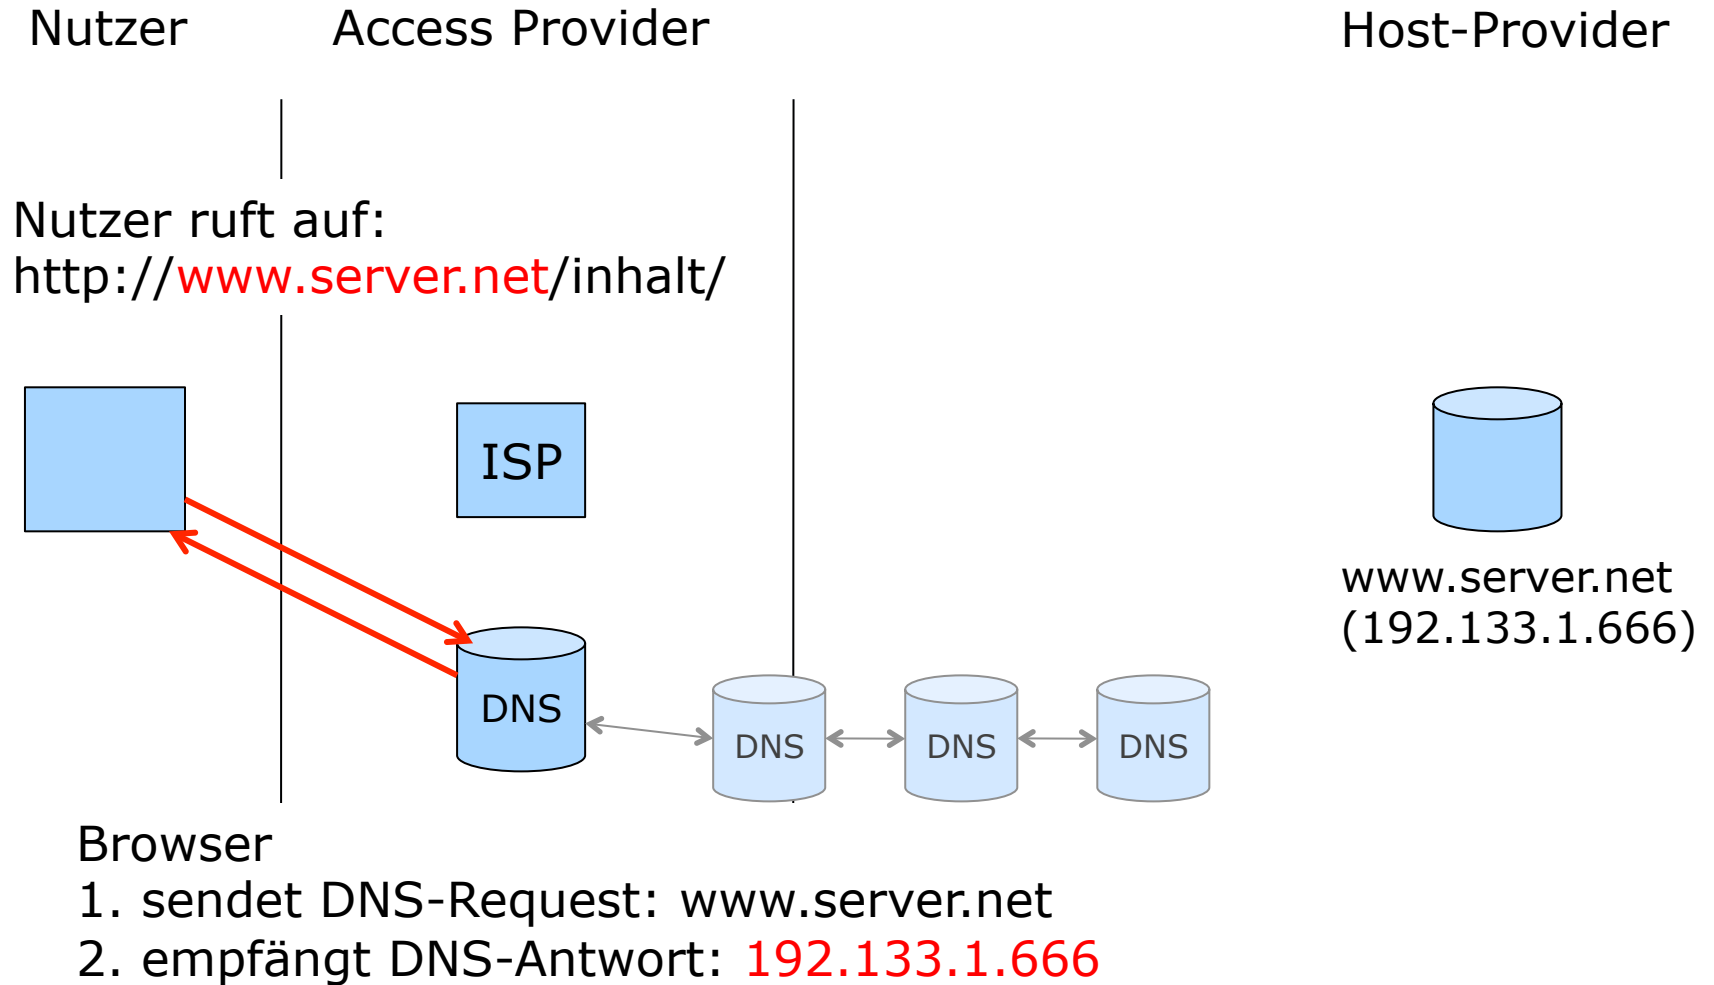 Nutzer
Access Provider
Host-Provider
Nutzer ruft auf:
http://www.server.net/inhalt/
ISP
www.server.net
(192.133.1.666)
DNS
DNS
DNS
DNS
Browser
1. sendet DNS-Request: www.server.net
2. empfängt DNS-Antwort: 192.133.1.666